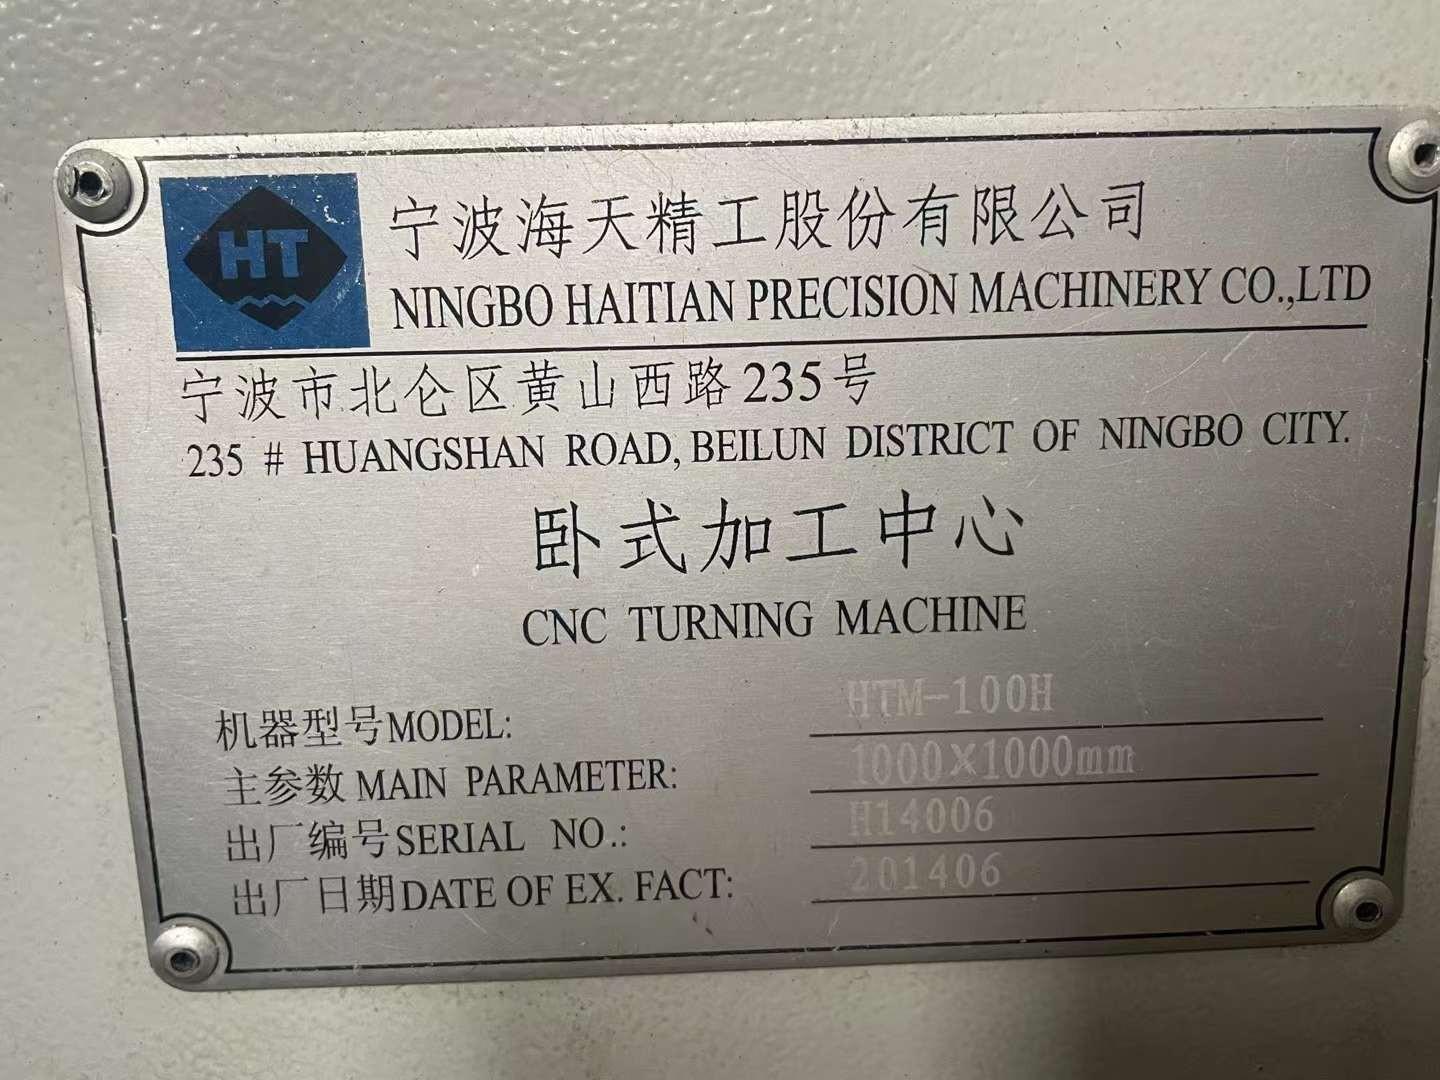 HT
宁波海天精工股份有限公司
NINGBO HAITIAN PRECISION MACHINERY CO.,LTD
宁波市北仑区黄山西路235号
235 # HUANGSHAN ROAD, BEILUN DISTRICT OF NINGBO CITY.
卧式加工中心
CNC TURNING MACHINE
机器型号MODEL: HTM-100H
主参数 MAIN PARAMETER: 1000×1000mm
出厂编号SERIAL NO.: H14006
出厂日期DATE OF EX. FACT: 201406